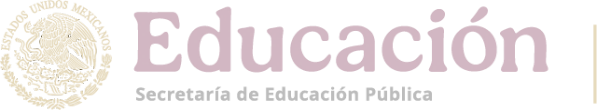 ESTADOS UNIDOS MEXICANOS
Educación
Secretaría de Educación Pública